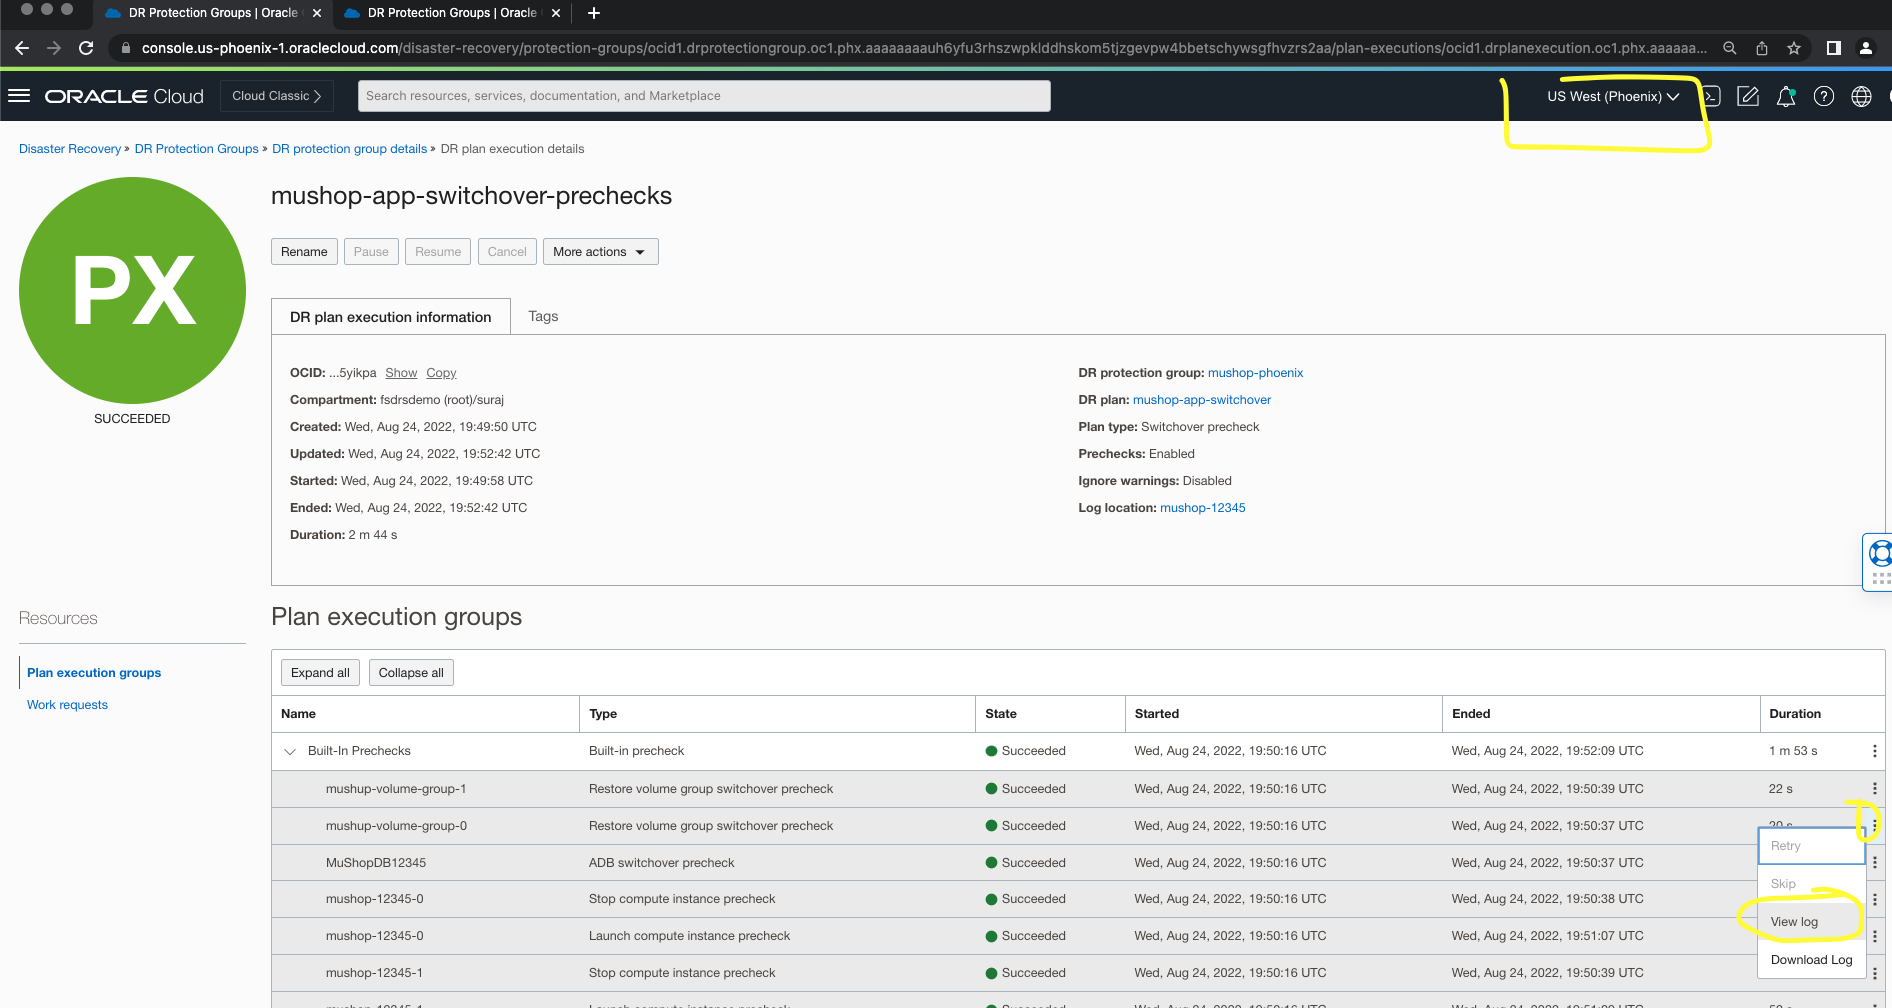 DR Protection Groups | Oracle
DR Protection Groups | Oracle
console.us-phoenix-1.oraclecloud.com/disaster-recovery/protection-groups/ocid1.drprotectiongroup.oc1.phx.aaaaaaaauh6yfu3rhszwpklddhskom5tjzgevpw4bbetschywsgfhvzrs2aa/plan-executions/ocid1.drplanexecution.oc1.phx.aaaaaa...
ORACLE Cloud
Cloud Classic
Search resources, services, documentation, and Marketplace
US West (Phoenix)
Disaster Recovery » DR Protection Groups » DR protection group details » DR plan execution details
PX
SUCCEEDED
mushop-app-switchover-prechecks
Rename Pause Resume Cancel More actions
DR plan execution information Tags
OCID: ...5yikpa Show Copy
Compartment: fsdrsdemo (root)/suraj
Created: Wed, Aug 24, 2022, 19:49:50 UTC
Updated: Wed, Aug 24, 2022, 19:52:42 UTC
Started: Wed, Aug 24, 2022, 19:49:58 UTC
Ended: Wed, Aug 24, 2022, 19:52:42 UTC
Duration: 2 m 44 s
DR protection group: mushop-phoenix
DR plan: mushop-app-switchover
Plan type: Switchover precheck
Prechecks: Enabled
Ignore warnings: Disabled
Log location: mushop-12345
Resources
Plan execution groups
Work requests
Plan execution groups
Expand all Collapse all
Name Type State Started Ended Duration
Built-In Prechecks Built-in precheck Succeeded Wed, Aug 24, 2022, 19:50:16 UTC Wed, Aug 24, 2022, 19:52:09 UTC 1 m 53 s
mushup-volume-group-1 Restore volume group switchover precheck Succeeded Wed, Aug 24, 2022, 19:50:16 UTC Wed, Aug 24, 2022, 19:50:39 UTC 22 s
mushup-volume-group-0 Restore volume group switchover precheck Succeeded Wed, Aug 24, 2022, 19:50:16 UTC Wed, Aug 24, 2022, 19:50:37 UTC 20 s
MuShopDB12345 ADB switchover precheck Succeeded Wed, Aug 24, 2022, 19:50:16 UTC Wed, Aug 24, 2022, 19:50:37 UTC
mushop-12345-0 Stop compute instance precheck Succeeded Wed, Aug 24, 2022, 19:50:16 UTC Wed, Aug 24, 2022, 19:50:38 UTC
mushop-12345-0 Launch compute instance precheck Succeeded Wed, Aug 24, 2022, 19:50:16 UTC Wed, Aug 24, 2022, 19:51:07 UTC
mushop-12345-1 Stop compute instance precheck Succeeded Wed, Aug 24, 2022, 19:50:16 UTC Wed, Aug 24, 2022, 19:50:39 UTC
Retry
Skip
View log
Download Log